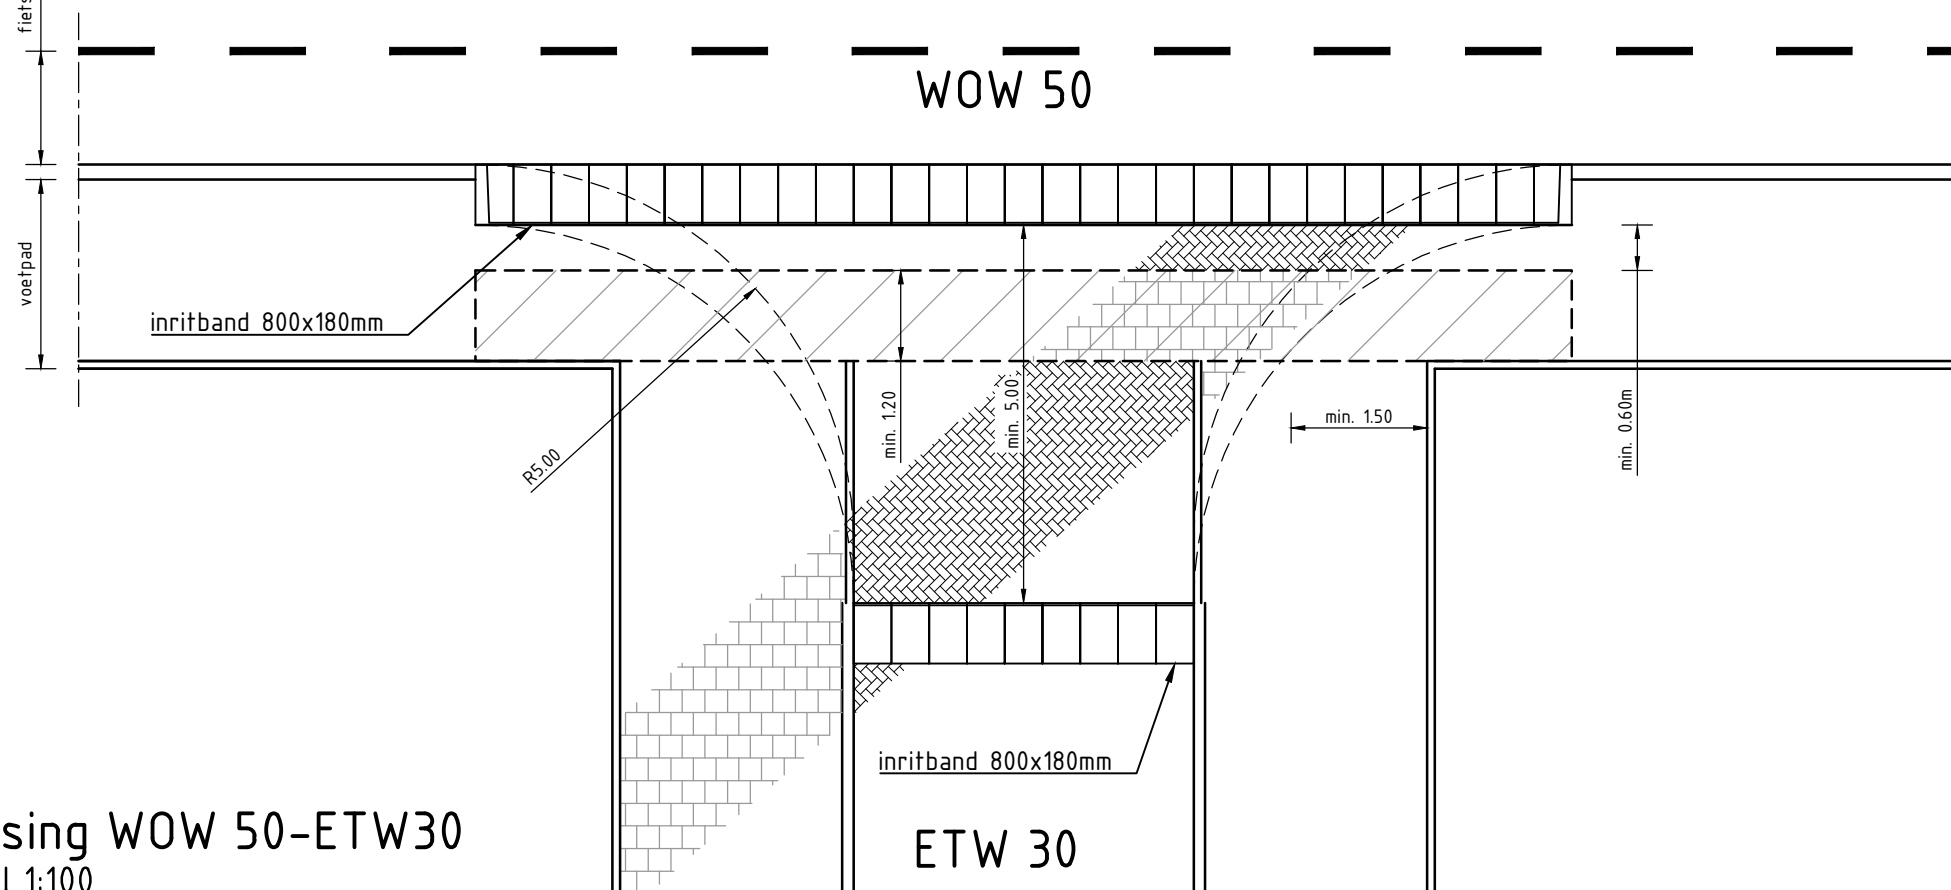 WOW 50
voetpad
inritband 800x180mm
R5.00
min. 1.20
min. 5.00
min. 1.50
min. 0.60m
inritband 800x180mm
sing WOW 50-ETW30
1:100
ETW 30